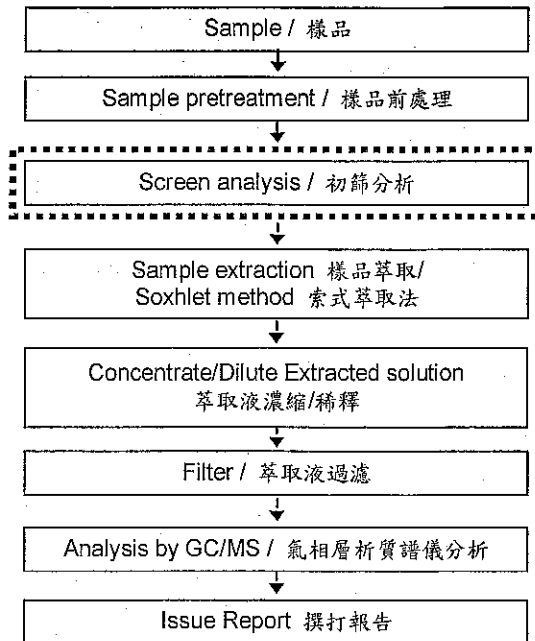 Sample / 樣品
Sample pretreatment / 樣品前處理
Screen analysis / 初篩分析
Sample extraction 樣品萃取/
Soxhlet method 索式萃取法
Concentrate/Dilute Extracted solution
萃取液濃縮/稀釋
Filter / 萃取液過濾
Analysis by GC/MS / 氣相層析質譜儀分析
Issue Report 撰打報告